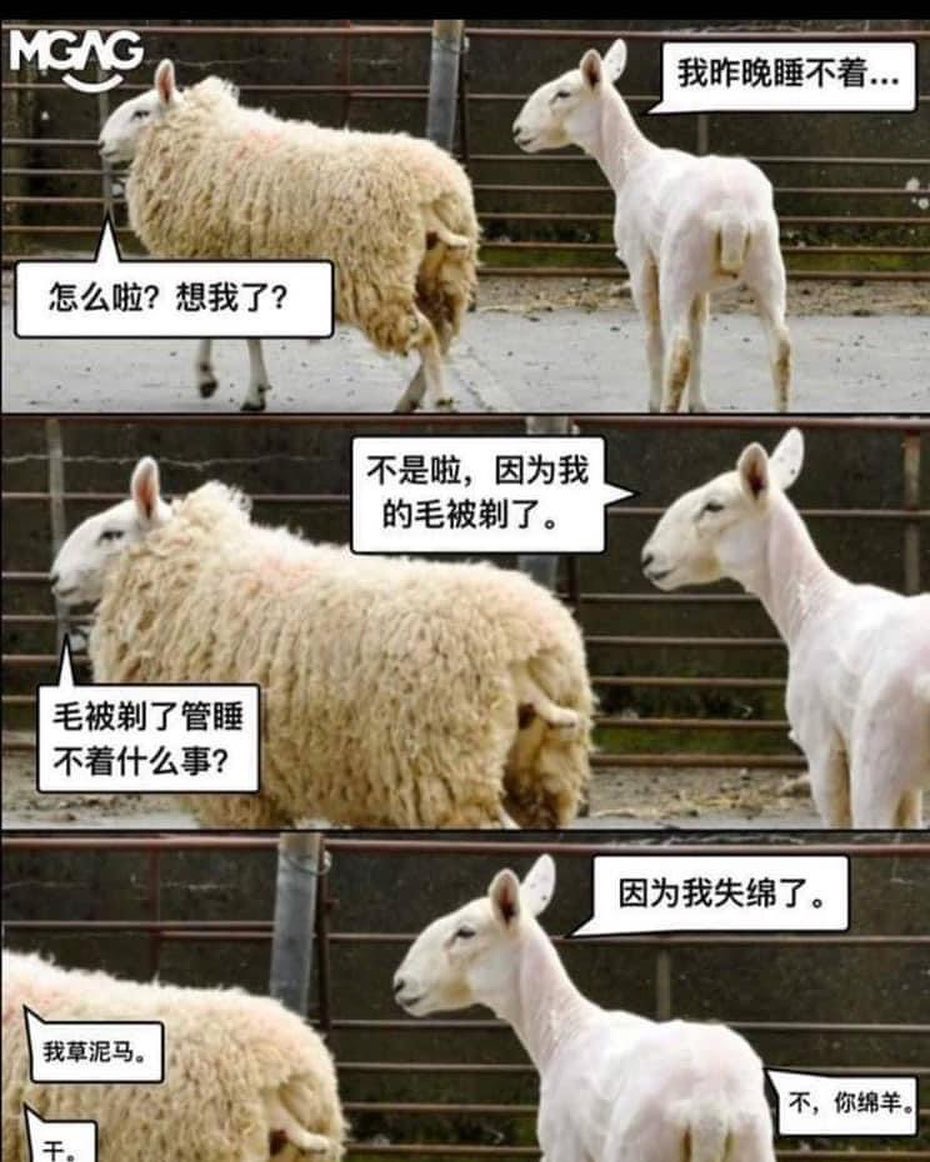 MGAG
我昨晚睡不着...
怎么啦？想我了？
不是啦，因为我
的毛被剃了。
毛被剃了管睡
不着什么事？
因为我失绵了。
我草泥马。
不，你绵羊。
干。